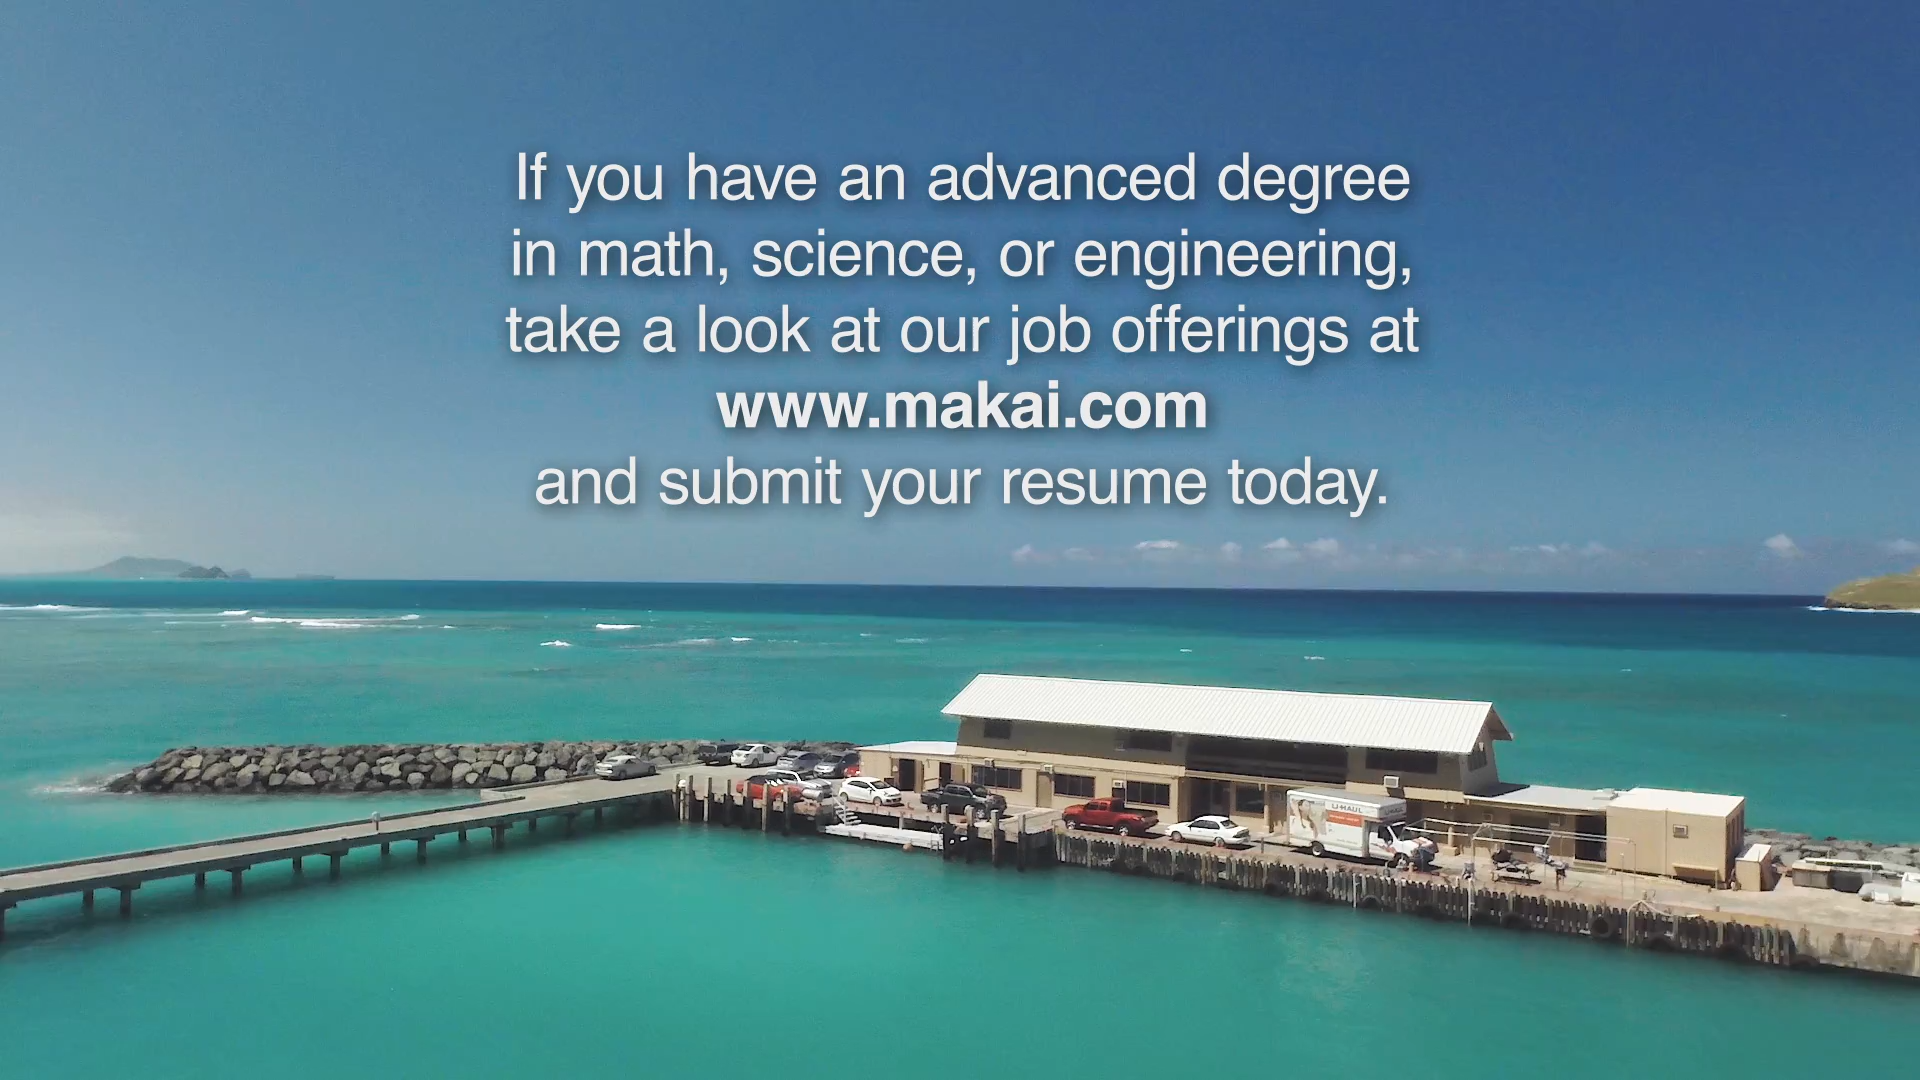 If you have an advanced degree
in math, science, or engineering,
take a look at our job offerings at
www.makai.com
and submit your resume today.
U-HAUL